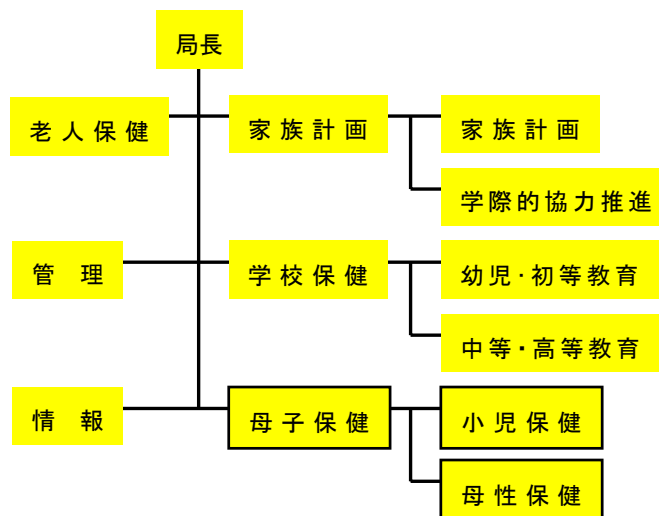 局長
老人保健
家族計画
家族計画
学際的協力推進
管理
学校保健
幼児・初等教育
中等・高等教育
情報
母子保健
小児保健
母性保健